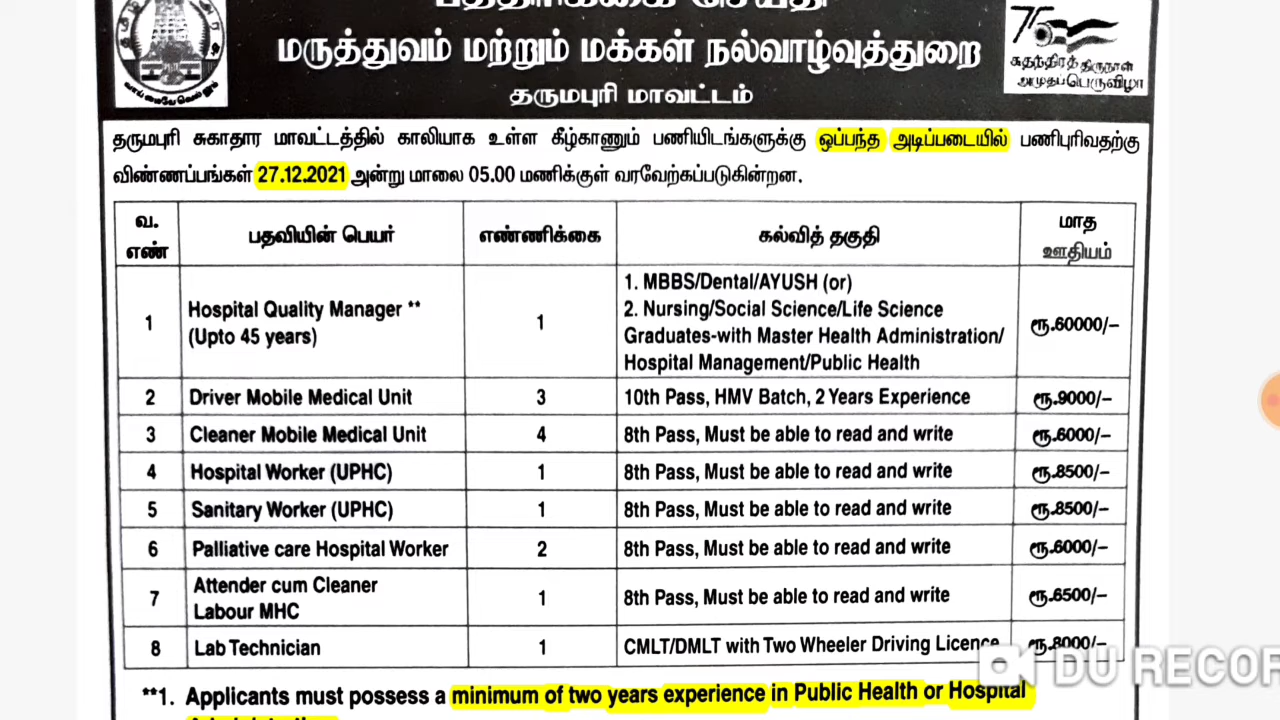 பத்திரிக்கை செய்தி
மருத்துவம் மற்றும் மக்கள் நல்வாழ்வுத்துறை
தருமபுரி மாவட்டம்
வாய்மையே வெல்லும்
75
சுதந்திரத் திருநாள்
அமுதப்பெருவிழா
தருமபுரி சுகாதார மாவட்டத்தில் காலியாக உள்ள கீழ்காணும் பணியிடங்களுக்கு ஒப்பந்த அடிப்படையில் பணிபுரிவதற்கு
விண்ணப்பங்கள் 27.12.2021 அன்று மாலை 05.00 மணிக்குள் வரவேற்கப்படுகின்றன.
வ. எண் பதவியின் பெயர் எண்ணிக்கை கல்வித் தகுதி மாத ஊதியம்
1 Hospital Quality Manager ** (Upto 45 years) 1 1. MBBS/Dental/AYUSH (or)
2. Nursing/Social Science/Life Science
Graduates-with Master Health Administration/
Hospital Management/Public Health ரூ.60000/–
2 Driver Mobile Medical Unit 3 10th Pass, HMV Batch, 2 Years Experience ரூ.9000/–
3 Cleaner Mobile Medical Unit 4 8th Pass, Must be able to read and write ரூ.6000/–
4 Hospital Worker (UPHC) 1 8th Pass, Must be able to read and write ரூ.8500/–
5 Sanitary Worker (UPHC) 1 8th Pass, Must be able to read and write ரூ.8500/–
6 Palliative care Hospital Worker 2 8th Pass, Must be able to read and write ரூ.6000/–
7 Attender cum Cleaner Labour MHC 1 8th Pass, Must be able to read and write ரூ.6500/–
8 Lab Technician 1 CMLT/DMLT with Two Wheeler Driving Licence ரூ.8000/–
**1. Applicants must possess a minimum of two years experience in Public Health or Hospital
DU RECOR